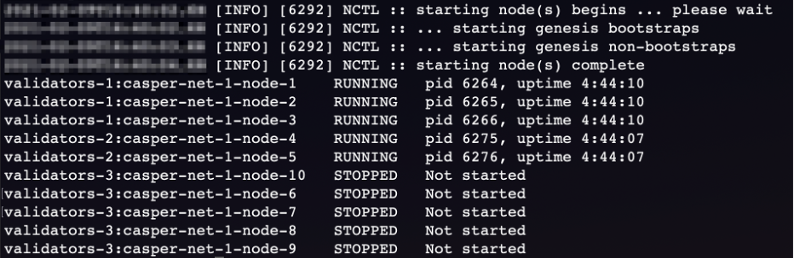 [INFO] [6292] NCTL :: starting node(s) begins ... please wait
[INFO] [6292] NCTL :: ... starting genesis bootstraps
[INFO] [6292] NCTL :: ... starting genesis non-bootstraps
[INFO] [6292] NCTL :: starting node(s) complete
validators-1:casper-net-1-node-1 RUNNING pid 6264, uptime 4:44:10
validators-1:casper-net-1-node-2 RUNNING pid 6265, uptime 4:44:10
validators-1:casper-net-1-node-3 RUNNING pid 6266, uptime 4:44:10
validators-2:casper-net-1-node-4 RUNNING pid 6275, uptime 4:44:07
validators-2:casper-net-1-node-5 RUNNING pid 6276, uptime 4:44:07
validators-3:casper-net-1-node-10 STOPPED Not started
validators-3:casper-net-1-node-6 STOPPED Not started
validators-3:casper-net-1-node-7 STOPPED Not started
validators-3:casper-net-1-node-8 STOPPED Not started
validators-3:casper-net-1-node-9 STOPPED Not started